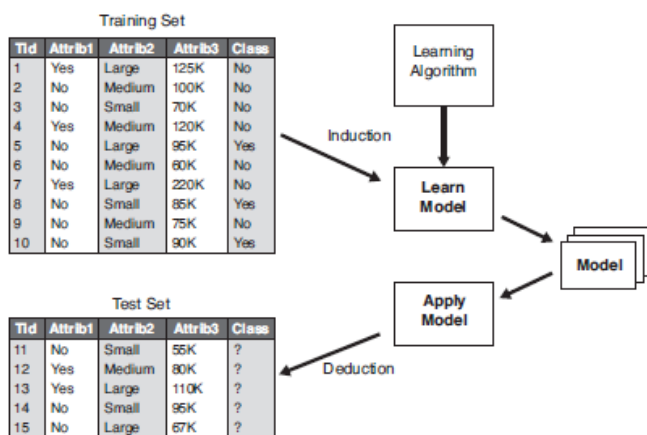 Training Set
Tid Attrib1 Attrib2 Attrib3 Class
1 Yes Large 125K No
2 No Medium 100K No
3 No Small 70K No
4 Yes Medium 120K No
5 No Large 95K Yes
6 No Medium 60K No
7 Yes Large 220K No
8 No Small 85K Yes
9 No Medium 75K No
10 No Small 90K Yes
Learning
Algorithm
Induction
Learn
Model
Model
Apply
Model
Deduction
Test Set
Tid Attrib1 Attrib2 Attrib3 Class
11 No Small 55K ?
12 Yes Medium 80K ?
13 Yes Large 110K ?
14 No Small 95K ?
15 No Large 67K ?